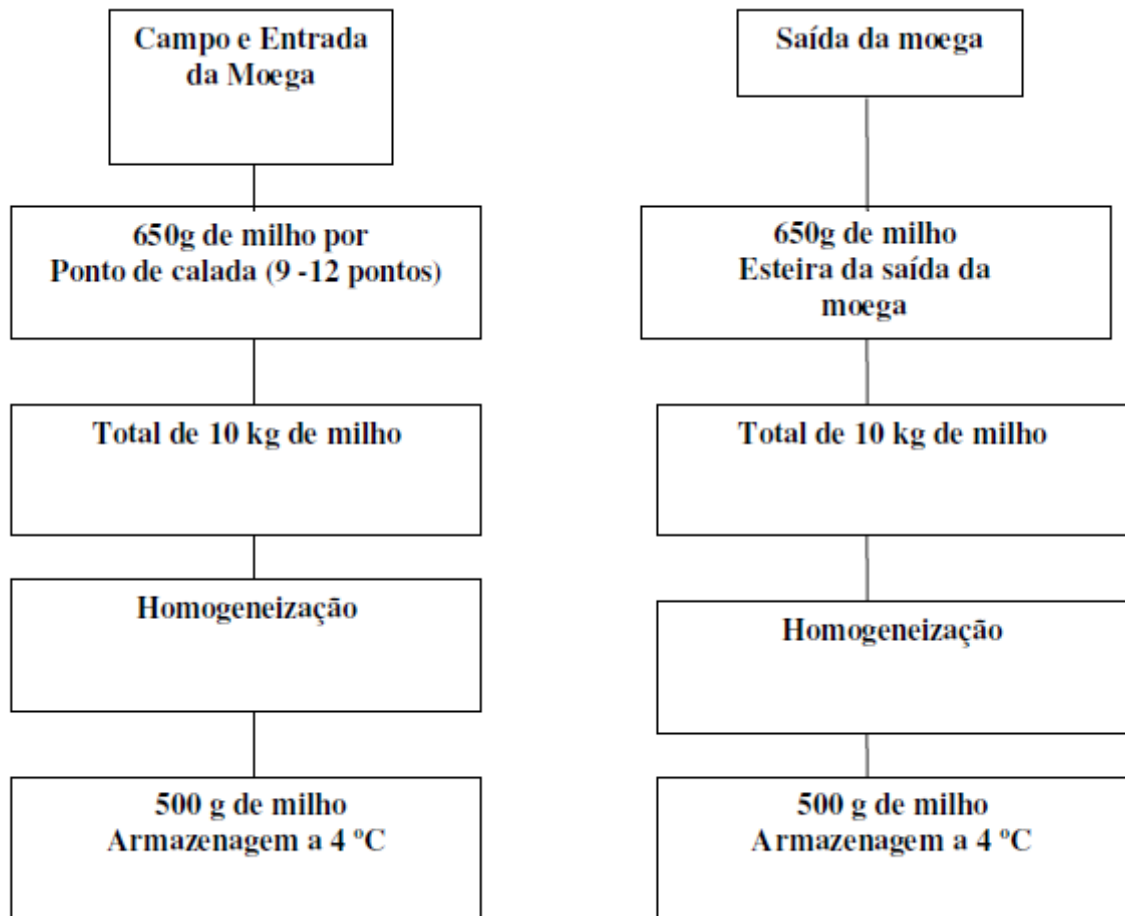 Campo e Entrada
da Moega
650g de milho por
Ponto de calada (9 -12 pontos)
Total de 10 kg de milho
Homogeneização
500 g de milho
Armazenagem a 4 ºC
Saída da moega
650g de milho
Esteira da saída da
moega
Total de 10 kg de milho
Homogeneização
500 g de milho
Armazenagem a 4 ºC